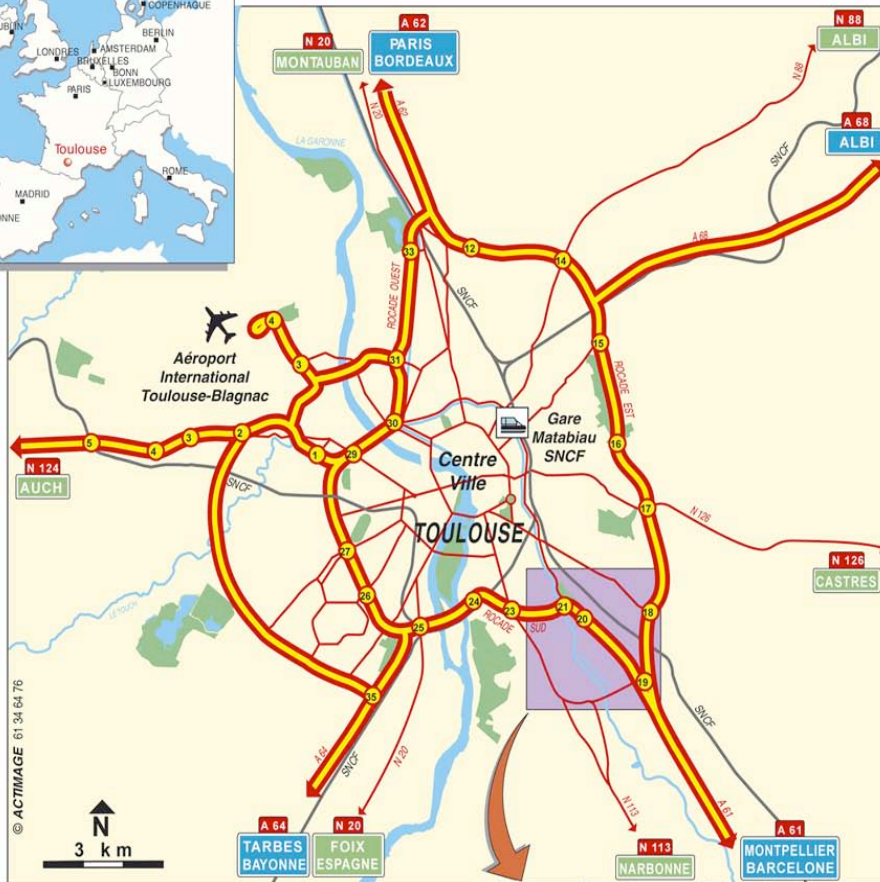 COPENHAGUE
BERLIN
LONDRES
AMSTERDAM
BRUXELLES
BONN
LUXEMBOURG
PARIS
Toulouse
ROME
MADRID
N 20
MONTAUBAN
A 62
PARIS
BORDEAUX
N 88
ALBI
N 88
A 68
ALBI
N 20
A 62
LA GARONNE
SNCF
33
12
14
A 68
ROCADE OUEST
SNCF
4
Aéroport
International
Toulouse-Blagnac
3
31
15
ROCADE EST
30
Gare
Matabiau
SNCF
16
5
4
3
2
1
29
N 124
AUCH
SNCF
Centre
Ville
TOULOUSE
17
N 126
N 126
CASTRES
27
26
LE TOUCH
25
24
23
21
20
18
ROCADE
SUD
19
35
SNCF
© ACTIMAGE 61 34 64 76
A 64
SNCF
N 20
N 113
A 61
N
3 km
A 64
TARBES
BAYONNE
N 20
FOIX
ESPAGNE
N 113
NARBONNE
A 61
MONTPELLIER
BARCELONE